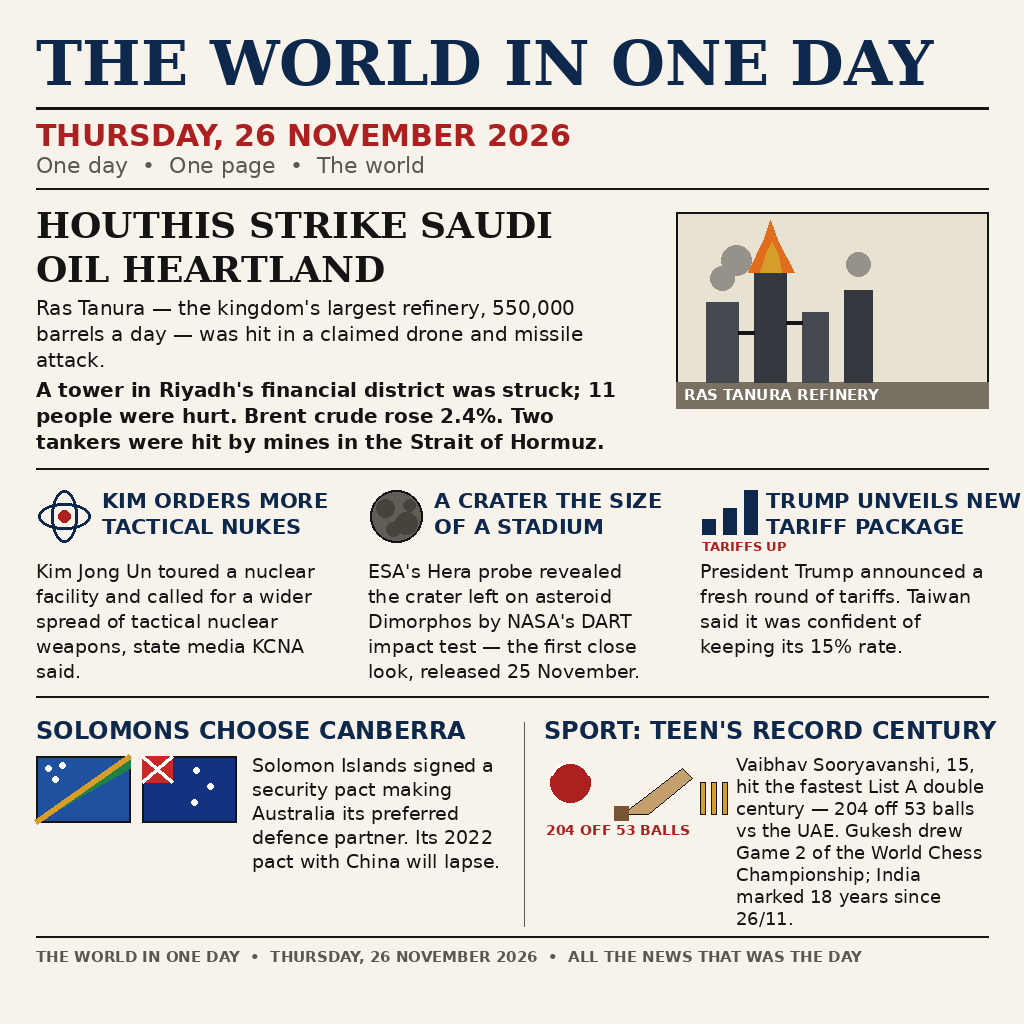 THE WORLD IN ONE DAY
THURSDAY, 26 NOVEMBER 2026
One day • One page • The world
HOUTHIS STRIKE SAUDI
OIL HEARTLAND
Ras Tanura — the kingdom's largest refinery, 550,000
barrels a day — was hit in a claimed drone and missile
attack.
A tower in Riyadh's financial district was struck; 11
people were hurt. Brent crude rose 2.4%. Two
tankers were hit by mines in the Strait of Hormuz.
RAS TANURA REFINERY
KIM ORDERS MORE
TACTICAL NUKES
Kim Jong Un toured a nuclear
facility and called for a wider
spread of tactical nuclear
weapons, state media KCNA
said.
A CRATER THE SIZE
OF A STADIUM
ESA's Hera probe revealed
the crater left on asteroid
Dimorphos by NASA's DART
impact test — the first close
look, released 25 November.
TRUMP UNVEILS NEW
TARIFF PACKAGE
TARIFFS UP
President Trump announced a
fresh round of tariffs. Taiwan
said it was confident of
keeping its 15% rate.
SOLOMONS CHOOSE CANBERRA
Solomon Islands signed a
security pact making
Australia its preferred
defence partner. Its 2022
pact with China will lapse.
SPORT: TEEN'S RECORD CENTURY
204 OFF 53 BALLS
Vaibhav Sooryavanshi, 15,
hit the fastest List A double
century — 204 off 53 balls
vs the UAE. Gukesh drew
Game 2 of the World Chess
Championship; India
marked 18 years since
26/11.
THE WORLD IN ONE DAY • THURSDAY, 26 NOVEMBER 2026 • ALL THE NEWS THAT WAS THE DAY